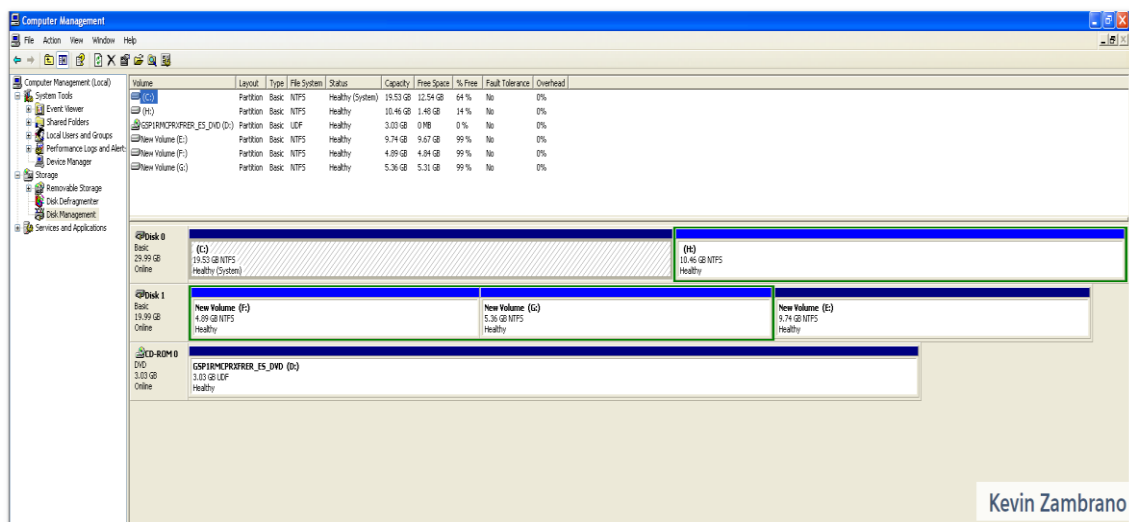 Computer Management
File Action View Window Help
Computer Management (Local)
System Tools
Event Viewer
Shared Folders
Local Users and Groups
Performance Logs and Alert
Device Manager
Storage
Removable Storage
Disk Defragmenter
Disk Management
Services and Applications
Volume Layout Type File System Status Capacity Free Space % Free Fault Tolerance Overhead
(C:) Partition Basic NTFS Healthy (System) 19.53 GB 12.54 GB 64 % No 0%
(H:) Partition Basic NTFS Healthy 10.46 GB 1.48 GB 14 % No 0%
GSP1RMCPRXFRER_ES_DVD (D:) Partition Basic UDF Healthy 3.03 GB 0 MB 0 % No 0%
New Volume (E:) Partition Basic NTFS Healthy 9.74 GB 9.67 GB 99 % No 0%
New Volume (F:) Partition Basic NTFS Healthy 4.89 GB 4.84 GB 99 % No 0%
New Volume (G:) Partition Basic NTFS Healthy 5.36 GB 5.31 GB 99 % No 0%
Disk 0
Basic
29.99 GB
Online
(C:)
19.53 GB NTFS
Healthy (System)
(H:)
10.46 GB NTFS
Healthy
Disk 1
Basic
19.99 GB
Online
New Volume (F:)
4.89 GB NTFS
Healthy
New Volume (G:)
5.36 GB NTFS
Healthy
New Volume (E:)
9.74 GB NTFS
Healthy
CD-ROM 0
DVD
3.03 GB
Online
GSP1RMCPRXFRER_ES_DVD (D:)
3.03 GB UDF
Healthy
Kevin Zambrano